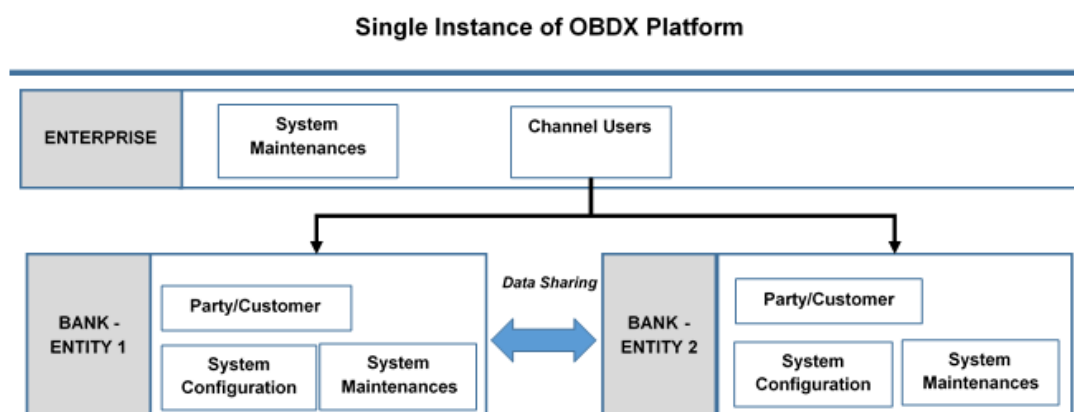 Single Instance of OBDX Platform
ENTERPRISE
System
Maintenances
Channel Users
BANK -
ENTITY 1
Party/Customer
System
Configuration
System
Maintenances
Data Sharing
BANK -
ENTITY 2
Party/Customer
System
Configuration
System
Maintenances